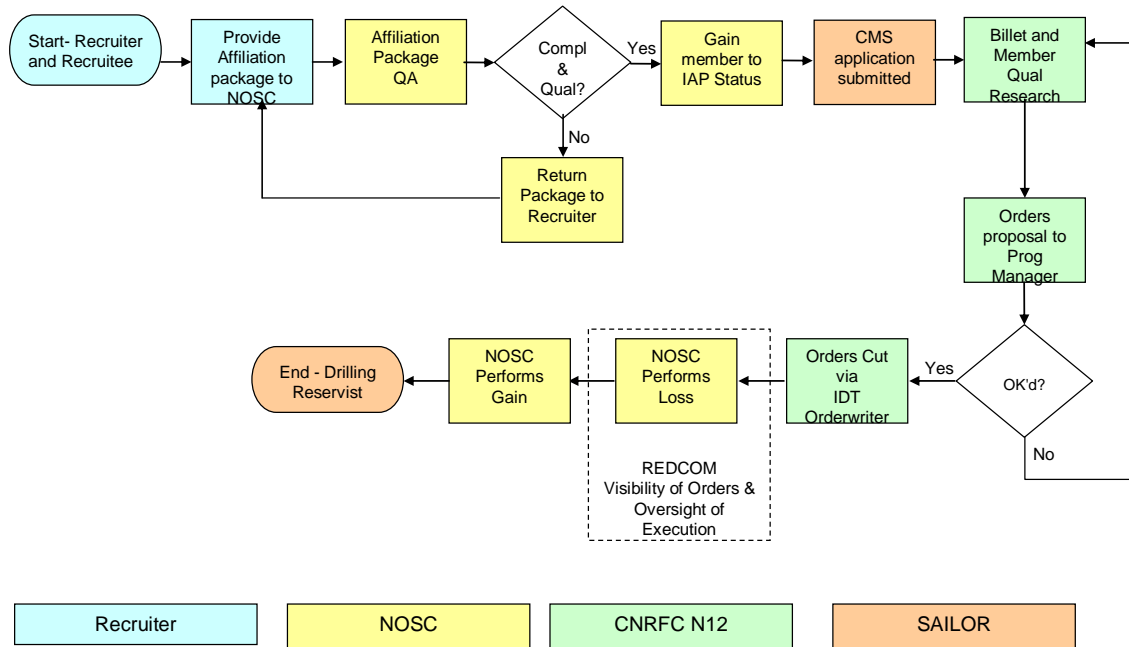 Start- Recruiter
and Recruitee
Provide
Affiliation
package to
NOSC
Affiliation
Package
QA
Compl
&
Qual?
Yes
Gain
member to
IAP Status
CMS
application
submitted
Billet and
Member
Qual
Research
No
Return
Package to
Recruiter
Orders
proposal to
Prog
Manager
OK'd?
Yes
No
Orders Cut
via
IDT
Orderwriter
NOSC
Performs
Loss
REDCOM
Visibility of Orders &
Oversight of
Execution
NOSC
Performs
Gain
End - Drilling
Reservist
Recruiter
NOSC
CNRFC N12
SAILOR